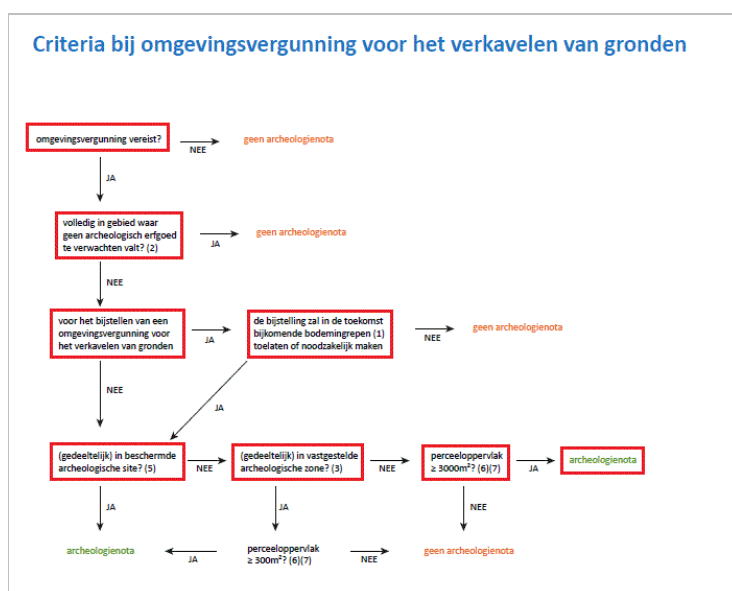 Criteria bij omgevingsvergunning voor het verkavelen van gronden
omgevingsvergunning vereist?
NEE
geen archeologienota
JA
volledig in gebied waar
geen archeologisch erfgoed
te verwachten valt? (2)
JA
geen archeologienota
NEE
voor het bijstellen van een
omgevingsvergunning voor
het verkavelen van gronden
JA
de bijstelling zal in de toekomst
bijkomende bodemingrepen (1)
toelaten of noodzakelijk maken
NEE
geen archeologienota
NEE
JA
(gedeeltelijk) in beschermde
archeologische site? (5)
NEE
(gedeeltelijk) in vastgestelde
archeologische zone? (3)
NEE
perceeloppervlak
≥ 3000m²? (6)(7)
JA
archeologienota
JA
JA
NEE
archeologienota
JA
perceeloppervlak
≥ 300m²? (6)(7)
NEE
geen archeologienota